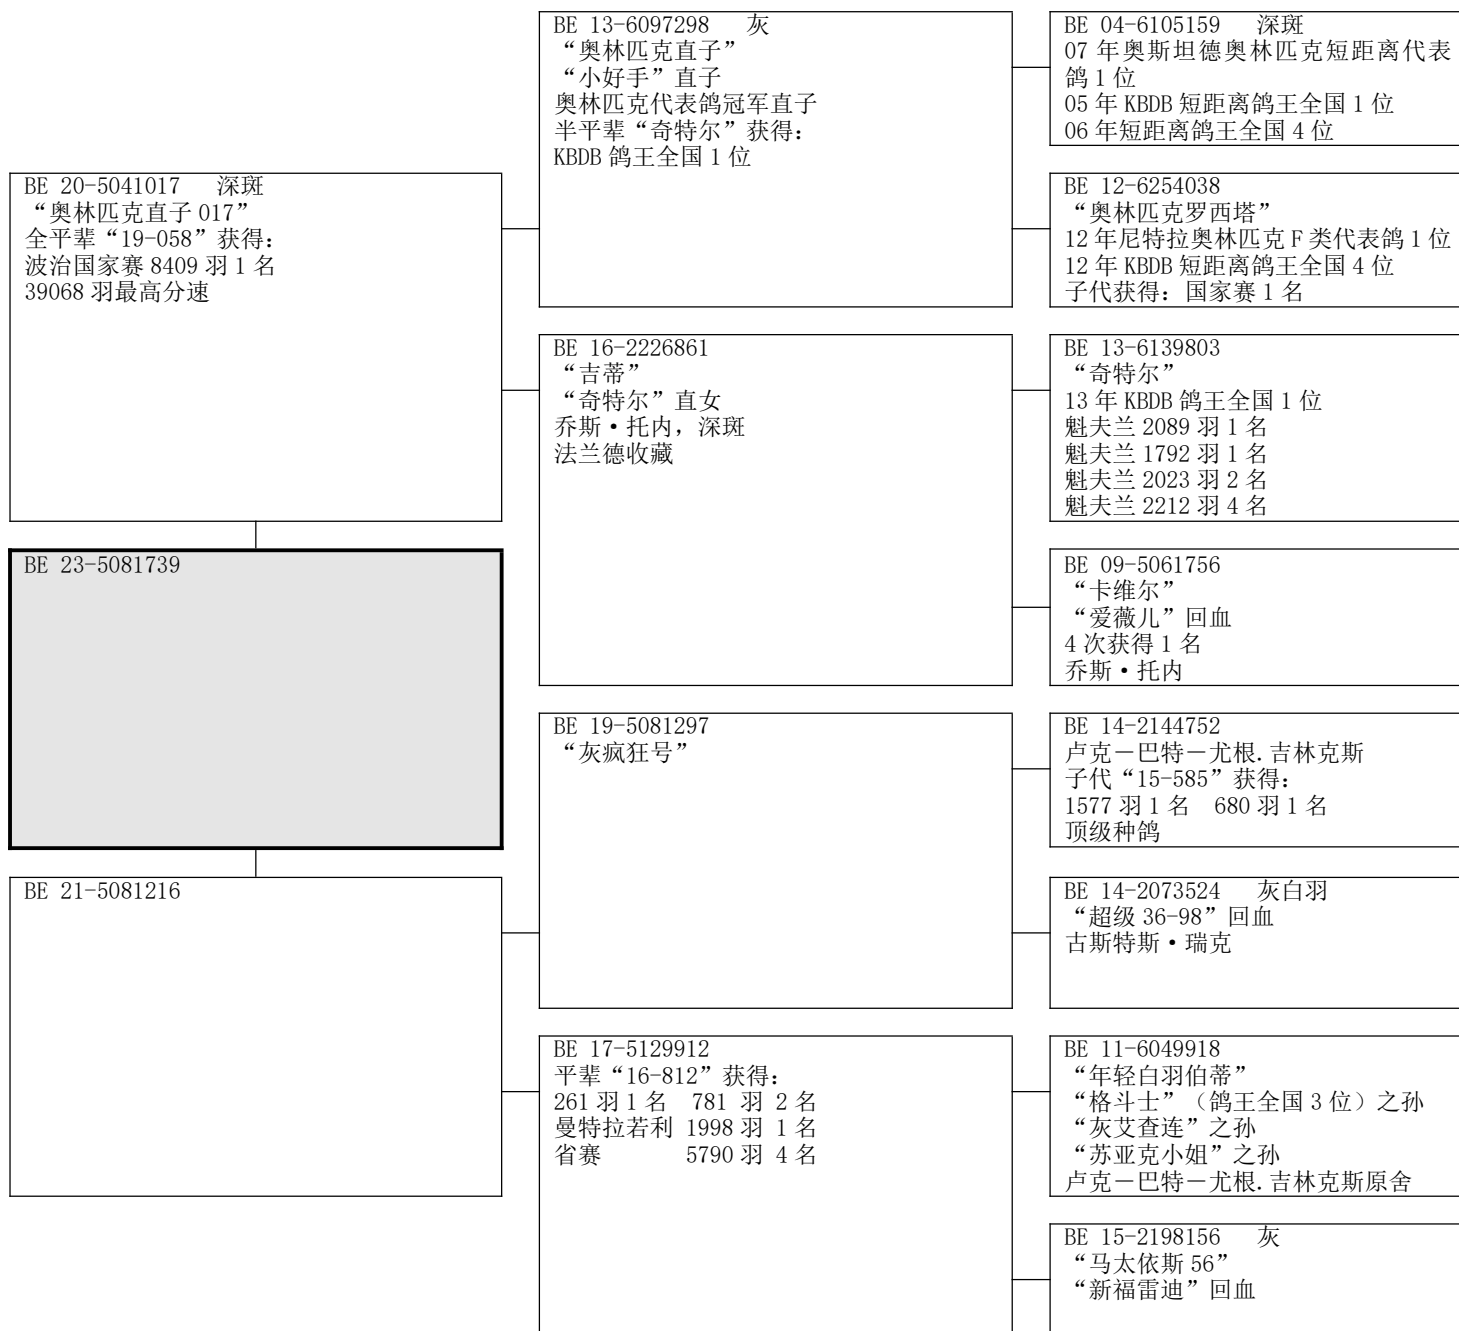 BE 20-5041017 深斑
“奥林匹克直子 017”
全平辈“19-058”获得：
波治国家赛 8409 羽 1 名
39068 羽最高分速
BE 23-5081739
BE 21-5081216
BE 13-6097298 灰
“奥林匹克直子”
“小好手”直子
奥林匹克代表鸽冠军直子
半平辈“奇特尔”获得：
KBDB 鸽王全国 1 位
BE 16-2226861
“吉蒂”
“奇特尔”直女
乔斯·托内，深斑
法兰德收藏
BE 19-5081297
“灰疯狂号”
BE 17-5129912
平辈“16-812”获得：
261 羽 1 名 781 羽 2 名
曼特拉若利 1998 羽 1 名
省赛 5790 羽 4 名
BE 04-6105159 深斑
07 年奥斯坦德奥林匹克短距离代表
鸽 1 位
05 年 KBDB 短距离鸽王全国 1 位
06 年短距离鸽王全国 4 位
BE 12-6254038
“奥林匹克罗西塔”
12 年尼特拉奥林匹克 F 类代表鸽 1 位
12 年 KBDB 短距离鸽王全国 4 位
子代获得：国家赛 1 名
BE 13-6139803
“奇特尔”
13 年 KBDB 鸽王全国 1 位
魁夫兰 2089 羽 1 名
魁夫兰 1792 羽 1 名
魁夫兰 2023 羽 2 名
魁夫兰 2212 羽 4 名
BE 09-5061756
“卡维尔”
“爱薇儿”回血
4 次获得 1 名
乔斯·托内
BE 14-2144752
卢克－巴特－尤根.吉林克斯
子代“15-585”获得：
1577 羽 1 名 680 羽 1 名
顶级种鸽
BE 14-2073524 灰白羽
“超级 36-98”回血
古斯特斯·瑞克
BE 11-6049918
“年轻白羽伯蒂”
“格斗士”（鸽王全国 3 位）之孙
“灰艾查连”之孙
“苏亚克小姐”之孙
卢克－巴特－尤根.吉林克斯原舍
BE 15-2198156 灰
“马太依斯 56”
“新福雷迪”回血